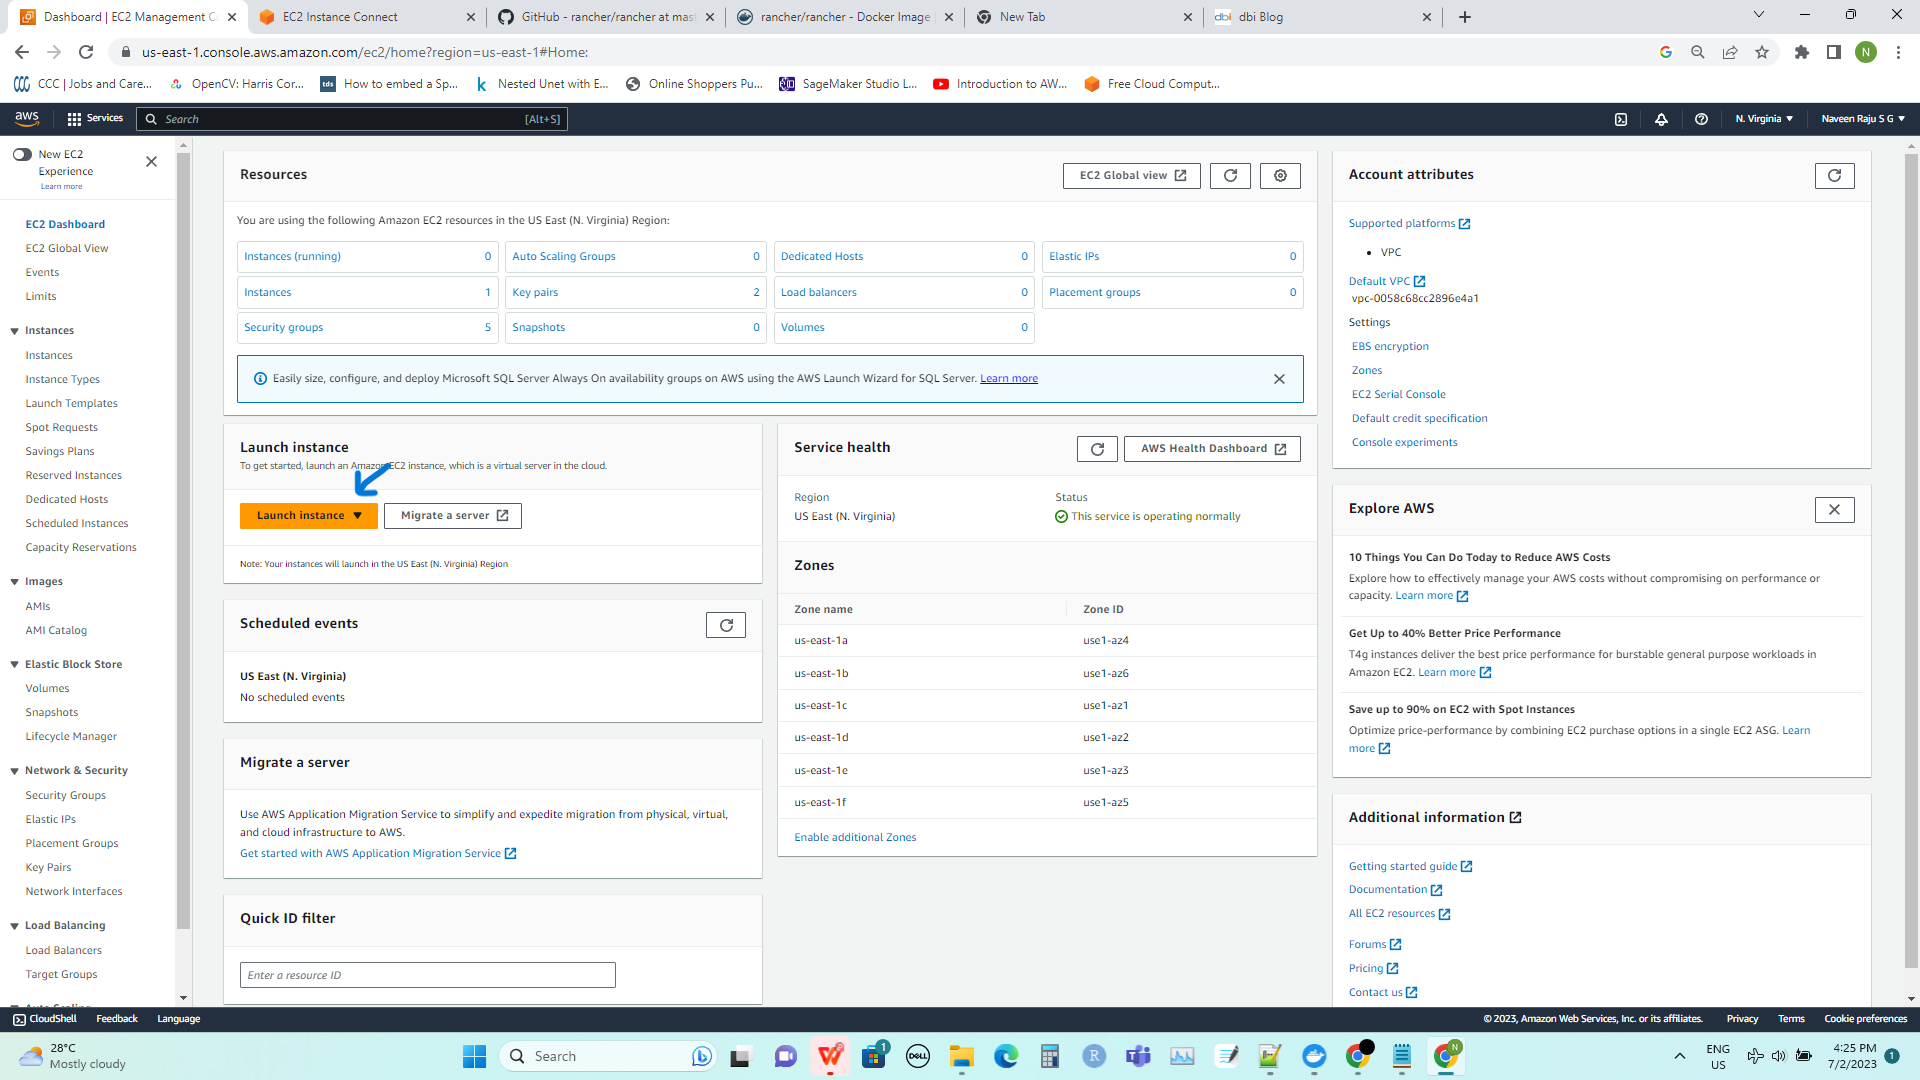 Dashboard | EC2 Management C
EC2 Instance Connect
GitHub - rancher/rancher at mast
rancher/rancher - Docker Image
New Tab
dbi Blog
us-east-1.console.aws.amazon.com/ec2/home?region=us-east-1#Home:
CCC | Jobs and Care...
OpenCV: Harris Cor...
How to embed a Sp...
Nested Unet with E...
Online Shoppers Pu...
SageMaker Studio L...
Introduction to AW...
Free Cloud Comput...
aws
Services
Search
[Alt+S]
N. Virginia
Naveen Raju S G
New EC2
Experience
Learn more
EC2 Dashboard
EC2 Global View
Events
Limits
Instances
Instances
Instance Types
Launch Templates
Spot Requests
Savings Plans
Reserved Instances
Dedicated Hosts
Scheduled Instances
Capacity Reservations
Images
AMIs
AMI Catalog
Elastic Block Store
Volumes
Snapshots
Lifecycle Manager
Network & Security
Security Groups
Elastic IPs
Placement Groups
Key Pairs
Network Interfaces
Load Balancing
Load Balancers
Target Groups
Resources
EC2 Global view
You are using the following Amazon EC2 resources in the US East (N. Virginia) Region:
Instances (running) 0
Auto Scaling Groups 0
Dedicated Hosts 0
Elastic IPs 0
Instances 1
Key pairs 2
Load balancers 0
Placement groups 0
Security groups 5
Snapshots 0
Volumes 0
Easily size, configure, and deploy Microsoft SQL Server Always On availability groups on AWS using the AWS Launch Wizard for SQL Server. Learn more
Launch instance
To get started, launch an Amazon EC2 instance, which is a virtual server in the cloud.
Launch instance
Migrate a server
Note: Your instances will launch in the US East (N. Virginia) Region
Scheduled events
US East (N. Virginia)
No scheduled events
Migrate a server
Use AWS Application Migration Service to simplify and expedite migration from physical, virtual,
and cloud infrastructure to AWS.
Get started with AWS Application Migration Service
Quick ID filter
Enter a resource ID
Service health
AWS Health Dashboard
Region
Status
US East (N. Virginia)
This service is operating normally
Zones
Zone name
Zone ID
us-east-1a use1-az4
us-east-1b use1-az6
us-east-1c use1-az1
us-east-1d use1-az2
us-east-1e use1-az3
us-east-1f use1-az5
Enable additional Zones
Account attributes
Supported platforms
• VPC
Default VPC
vpc-0058c68cc2896e4a1
Settings
EBS encryption
Zones
EC2 Serial Console
Default credit specification
Console experiments
Explore AWS
10 Things You Can Do Today to Reduce AWS Costs
Explore how to effectively manage your AWS costs without compromising on performance or
capacity. Learn more
Get Up to 40% Better Price Performance
T4g instances deliver the best price performance for burstable general purpose workloads in
Amazon EC2. Learn more
Save up to 90% on EC2 with Spot Instances
Optimize price-performance by combining EC2 purchase options in a single EC2 ASG. Learn
more
Additional information
Getting started guide
Documentation
All EC2 resources
Forums
Pricing
Contact us
CloudShell
Feedback
Language
© 2023, Amazon Web Services, Inc. or its affiliates.
Privacy
Terms
Cookie preferences
28°C
Mostly cloudy
Search
ENG
US
4:25 PM
7/2/2023